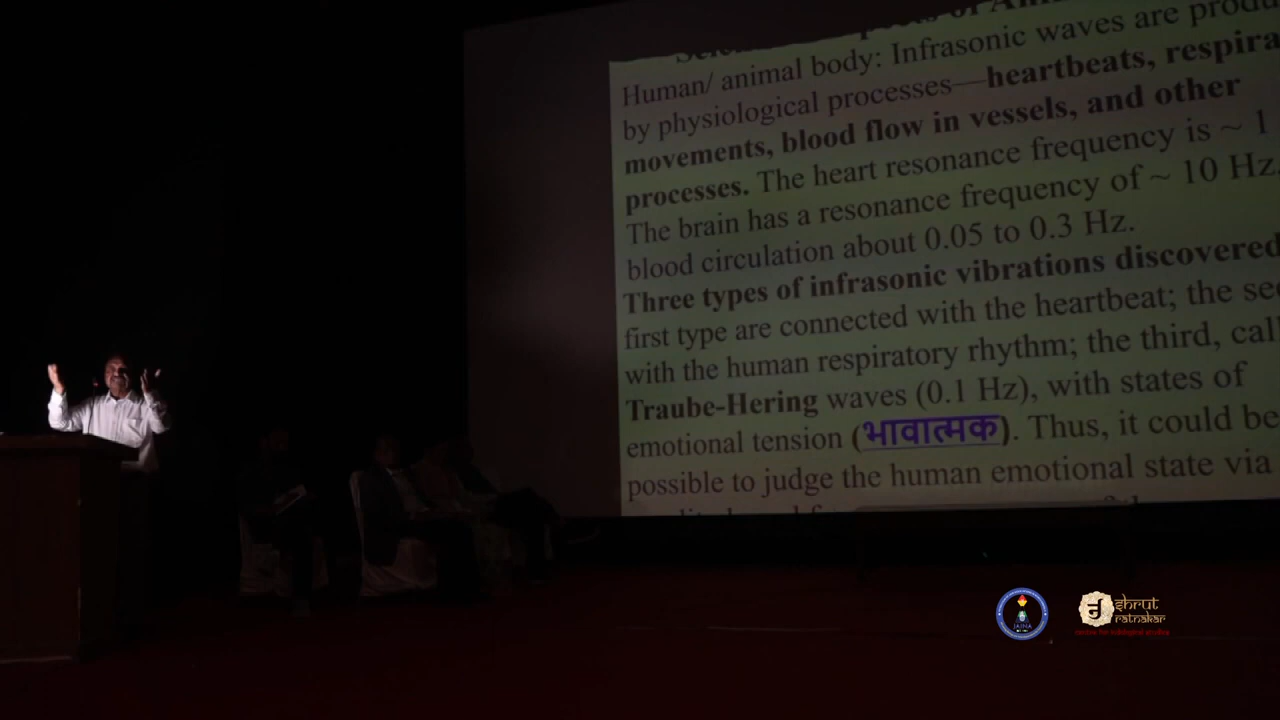 Human/ animal body: Infrasonic waves are
by physiological processes—heartbeats,
movements, blood flow in vessels, and other
processes. The heart resonance frequency is ~ 1
The brain has a resonance frequency of ~ 10 Hz.
blood circulation about 0.05 to 0.3 Hz.
Three types of infrasonic vibrations discovered
first type are connected with the heartbeat; the
with the human respiratory rhythm; the third,
Traube-Hering waves (0.1 Hz), with states of
emotional tension (भावात्मक). Thus, it could be
possible to judge the human emotional state via
JAINA
shrut
ratnakar